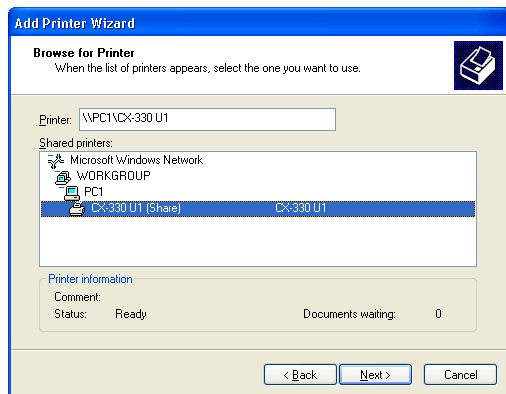 Add Printer Wizard
Browse for Printer
When the list of printers appears, select the one you want to use.
Printer: \\PC1\CX-330 U1
Shared printers:
Microsoft Windows Network
WORKGROUP
PC1
CX-330 U1 (Share) CX-330 U1
Printer information
Comment:
Status: Ready Documents waiting: 0
< Back Next > Cancel